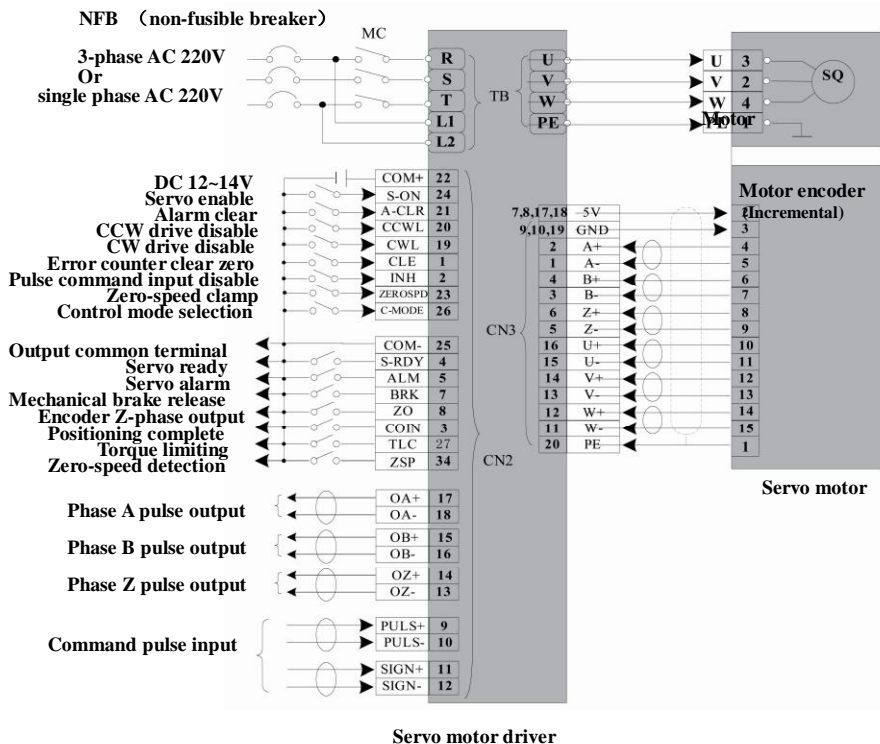 NFB （non-fusible breaker）
MC
3-phase AC 220V
Or
single phase AC 220V
R
S
T
L1
L2
TB
U
V
W
PE
U 3
V 2
W 4
PE 1
Motor
SQ
DC 12~14V COM+ 22
Servo enable S-ON 24
Alarm clear A-CLR 21
CCW drive disable CCWL 20
CW drive disable CWL 19
Error counter clear zero CLE 1
Pulse command input disable INH 2
Zero-speed clamp ZEROSPD 23
Control mode selection C-MODE 26
Output common terminal COM- 25
Servo ready S-RDY 4
Servo alarm ALM 5
Mechanical brake release BRK 7
Encoder Z-phase output ZO 8
Positioning complete COIN 3
Torque limiting TLC 27
Zero-speed detection ZSP 34
CN2
Phase A pulse output
OA+ 17
OA- 18
Phase B pulse output
OB+ 15
OB- 16
Phase Z pulse output
OZ+ 14
OZ- 13
Command pulse input
PULS+ 9
PULS- 10
SIGN+ 11
SIGN- 12
CN3
Motor encoder
(Incremental)
7,8,17,18 5V 2
9,10,19 GND 3
2 A+ 4
1 A- 5
4 B+ 6
3 B- 7
6 Z+ 8
5 Z- 9
16 U+ 10
15 U- 11
14 V+ 12
13 V- 13
12 W+ 14
11 W- 15
20 PE 1
Servo motor
Servo motor driver